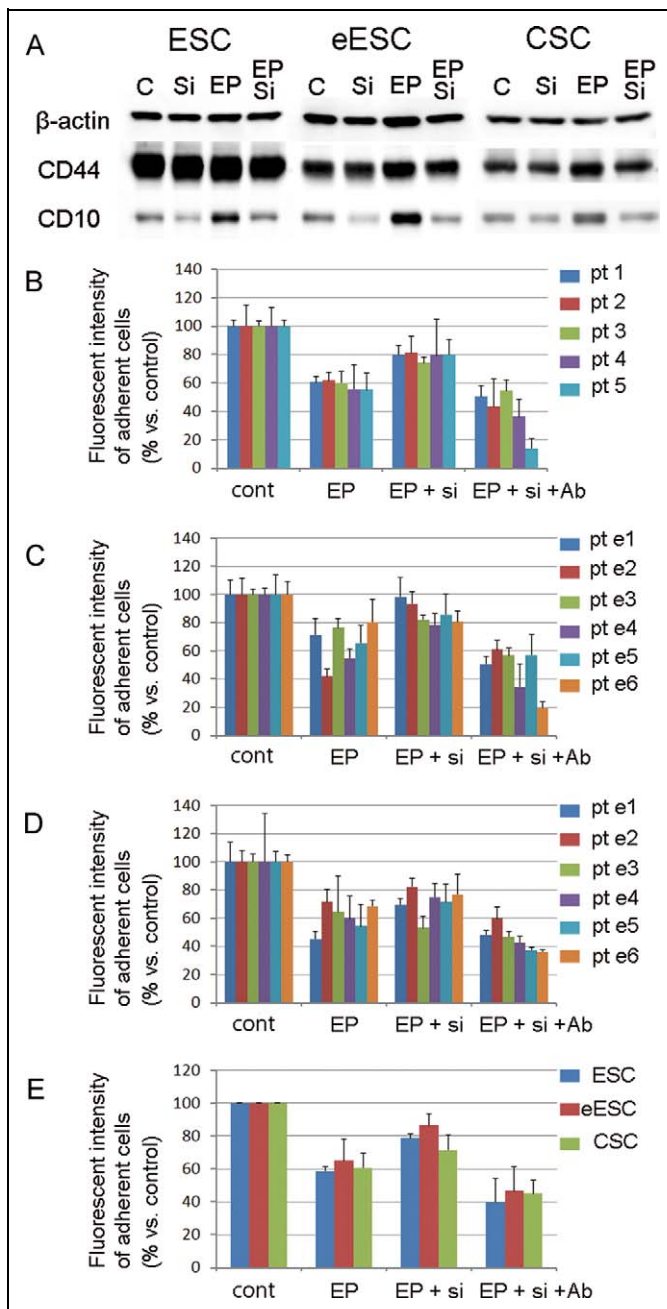 A
ESC eESC CSC
C Si EP EP Si C Si EP EP Si C Si EP EP Si
β-actin
CD44
CD10
B
Fluorescent intensity
of adherent cells
(% vs. control)
140
120
100
80
60
40
20
0
cont EP EP + si EP + si +Ab
pt 1
pt 2
pt 3
pt 4
pt 5
C
Fluorescent intensity
of adherent cells
(% vs. control)
140
120
100
80
60
40
20
0
cont EP EP + si EP + si +Ab
pt e1
pt e2
pt e3
pt e4
pt e5
pt e6
D
Fluorescent intensity
of adherent cells
(% vs. control)
140
120
100
80
60
40
20
0
cont EP EP + si EP + si +Ab
pt e1
pt e2
pt e3
pt e4
pt e5
pt e6
E
Fluorescent intensity
of adherent cells
(% vs. control)
120
100
80
60
40
20
0
cont EP EP + si EP + si +Ab
ESC
eESC
CSC